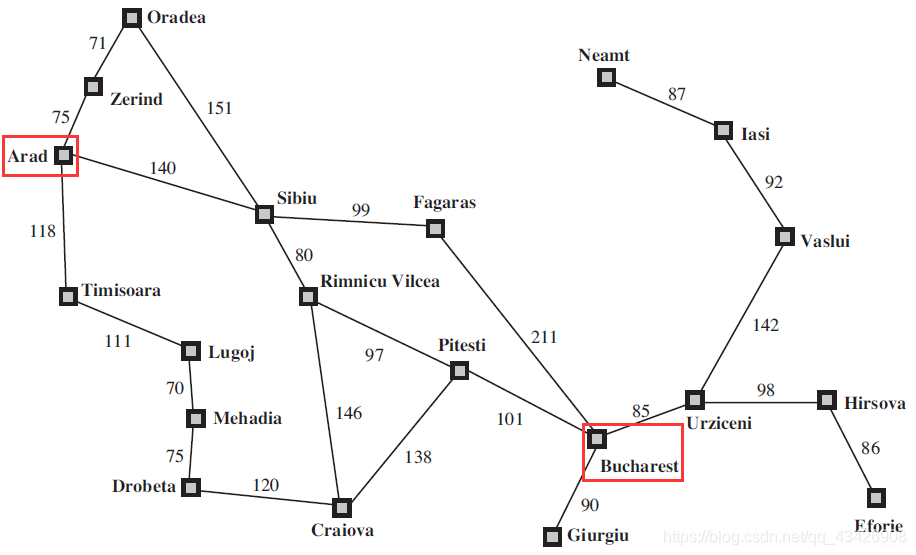 Oradea
71
Neamt
87
Zerind
151
75
Iasi
Arad
140
92
Sibiu
99
Fagaras
118
80
Vaslui
Timisoara
Rimnicu Vilcea
142
111
Lugoj
97
Pitesti
211
70
98
Mehadia
146
101
85
Hirsova
Urziceni
75
138
86
Bucharest
Drobeta
120
90
Craiova
Giurgiu
Eforie
https://blog.csdn.net/qq_43426908